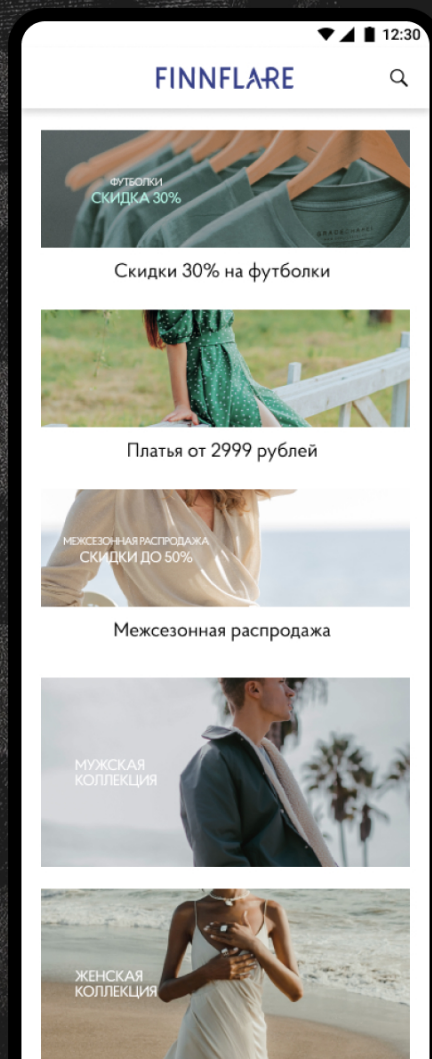 12:30
FINNFLARE
ФУТБОЛКИ
СКИДКА 30%
Скидки 30% на футболки
Платья от 2999 рублей
МЕЖСЕЗОННАЯ РАСПРОДАЖА
СКИДКИ ДО 50%
Межсезонная распродажа
МУЖСКАЯ
КОЛЛЕКЦИЯ
ЖЕНСКАЯ
КОЛЛЕКЦИЯ